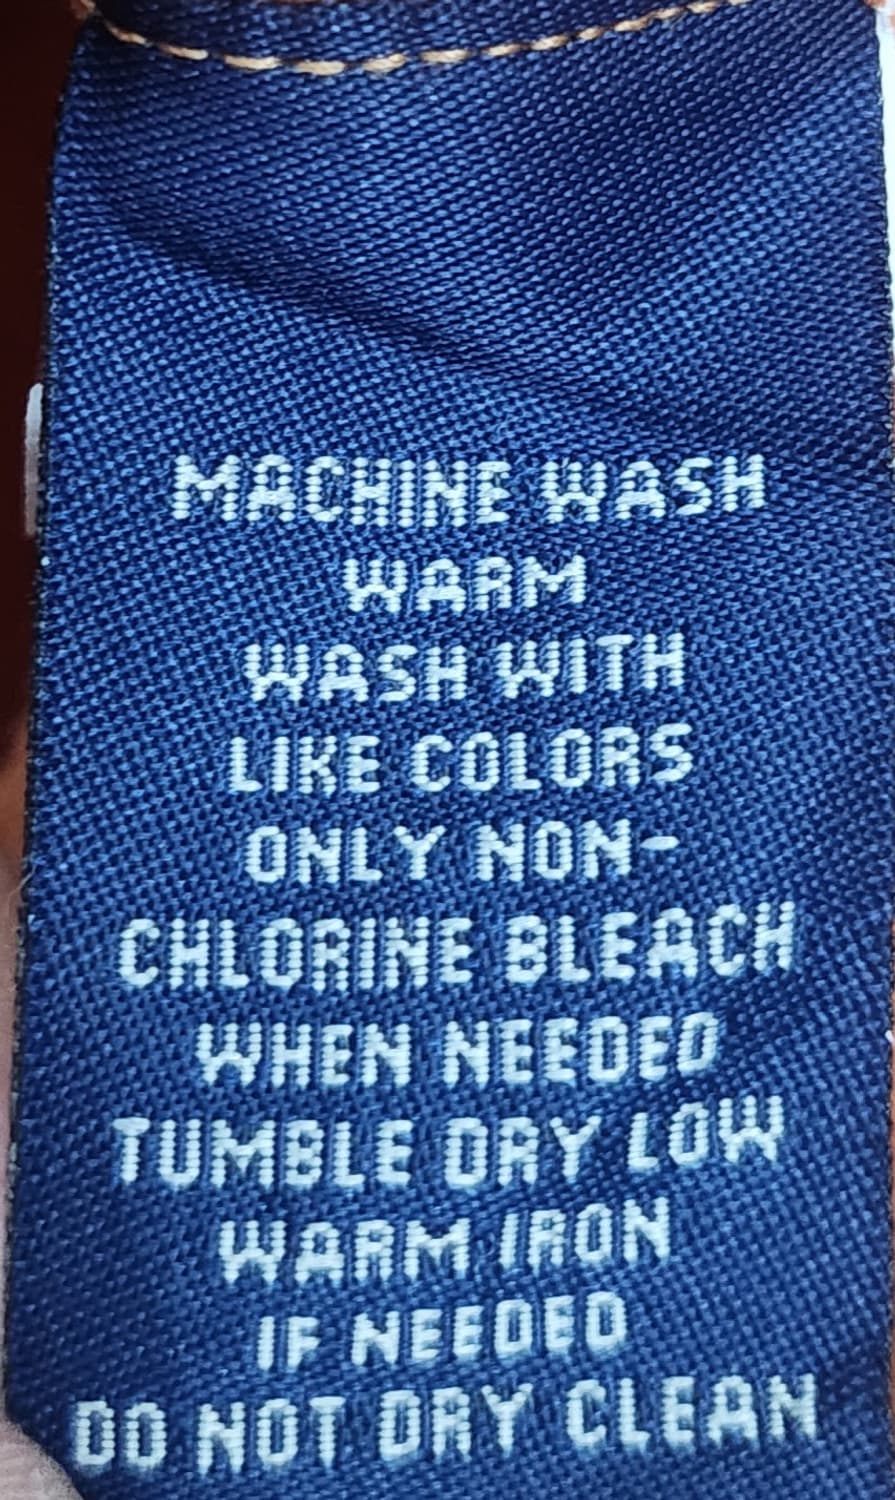 MACHINE WASH
WARM
WASH WITH
LIKE COLORS
ONLY NON-
CHLORINE BLEACH
WHEN NEEDED
TUMBLE DRY LOW
WARM IRON
IF NEEDED
DO NOT DRY CLEAN